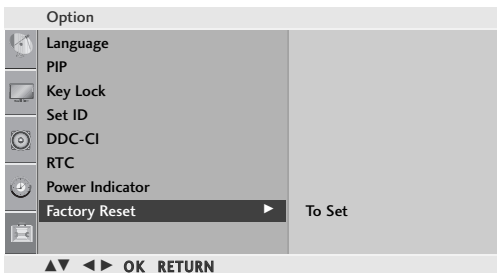 Option
Language
PIP
Key Lock
Set ID
DDC-CI
RTC
Power Indicator
Factory Reset ► To Set
▲▼ ◄► OK RETURN